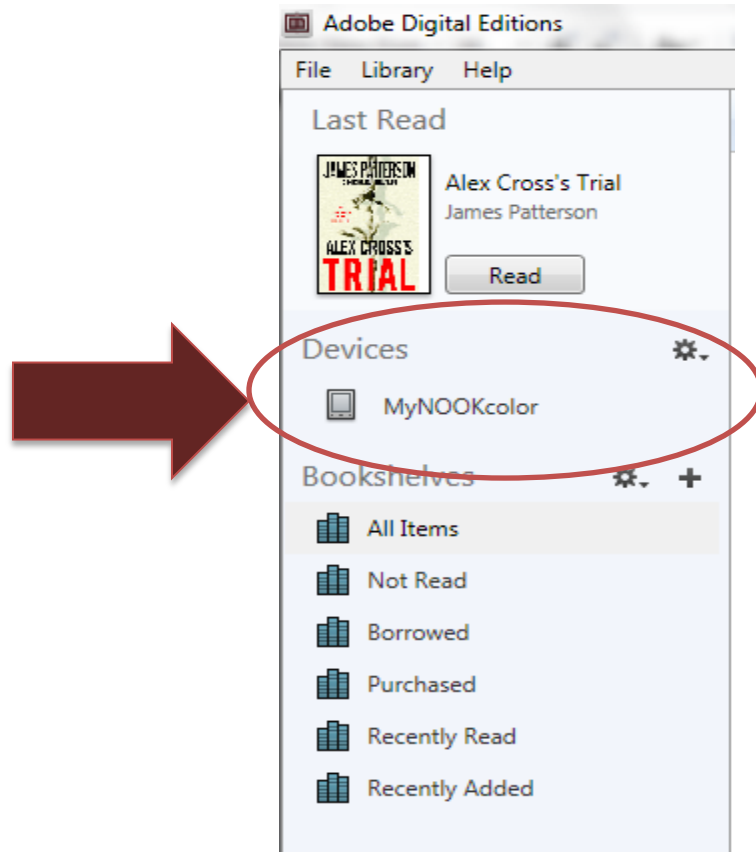 Adobe Digital Editions
File Library Help
Last Read
JAMES PATTERSON
ALEX CROSS'S
TRIAL
Alex Cross's Trial
James Patterson
Read
Devices
MyNOOKcolor
Bookshelves
All Items
Not Read
Borrowed
Purchased
Recently Read
Recently Added